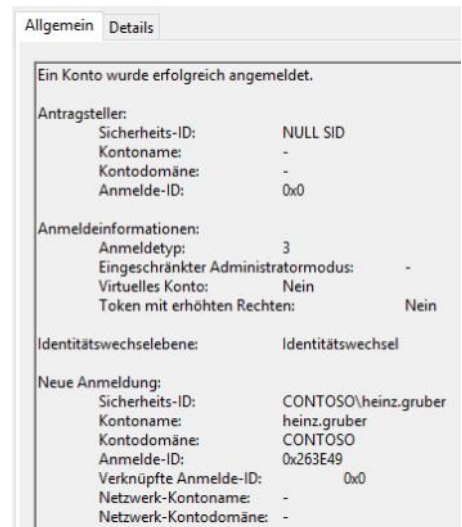 Allgemein Details
Ein Konto wurde erfolgreich angemeldet.
Antragsteller:
Sicherheits-ID: NULL SID
Kontoname: -
Kontodomäne: -
Anmelde-ID: 0x0
Anmeldeinformationen:
Anmeldetyp: 3
Eingeschränkter Administratormodus: -
Virtuelles Konto: Nein
Token mit erhöhten Rechten: Nein
Identitätswechselebene: Identitätswechsel
Neue Anmeldung:
Sicherheits-ID: CONTOSO\heinz.gruber
Kontoname: heinz.gruber
Kontodomäne: CONTOSO
Anmelde-ID: 0x263E49
Verknüpfte Anmelde-ID: 0x0
Netzwerk-Kontoname: -
Netzwerk-Kontodomäne: -